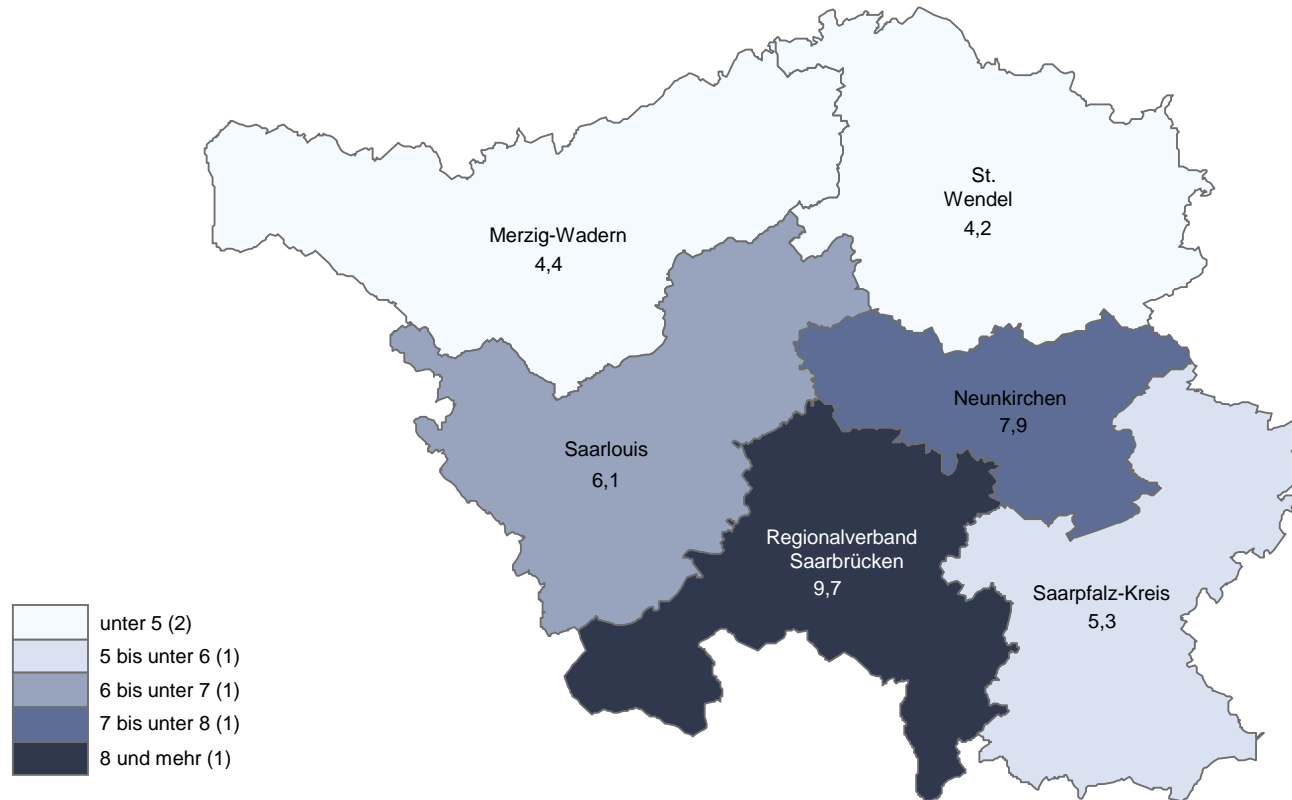 St.
Wendel
4,2
Merzig-Wadern
4,4
Neunkirchen
7,9
Saarlouis
6,1
Regionalverband
Saarbrücken
9,7
Saarpfalz-Kreis
5,3
unter 5 (2)
5 bis unter 6 (1)
6 bis unter 7 (1)
7 bis unter 8 (1)
8 und mehr (1)